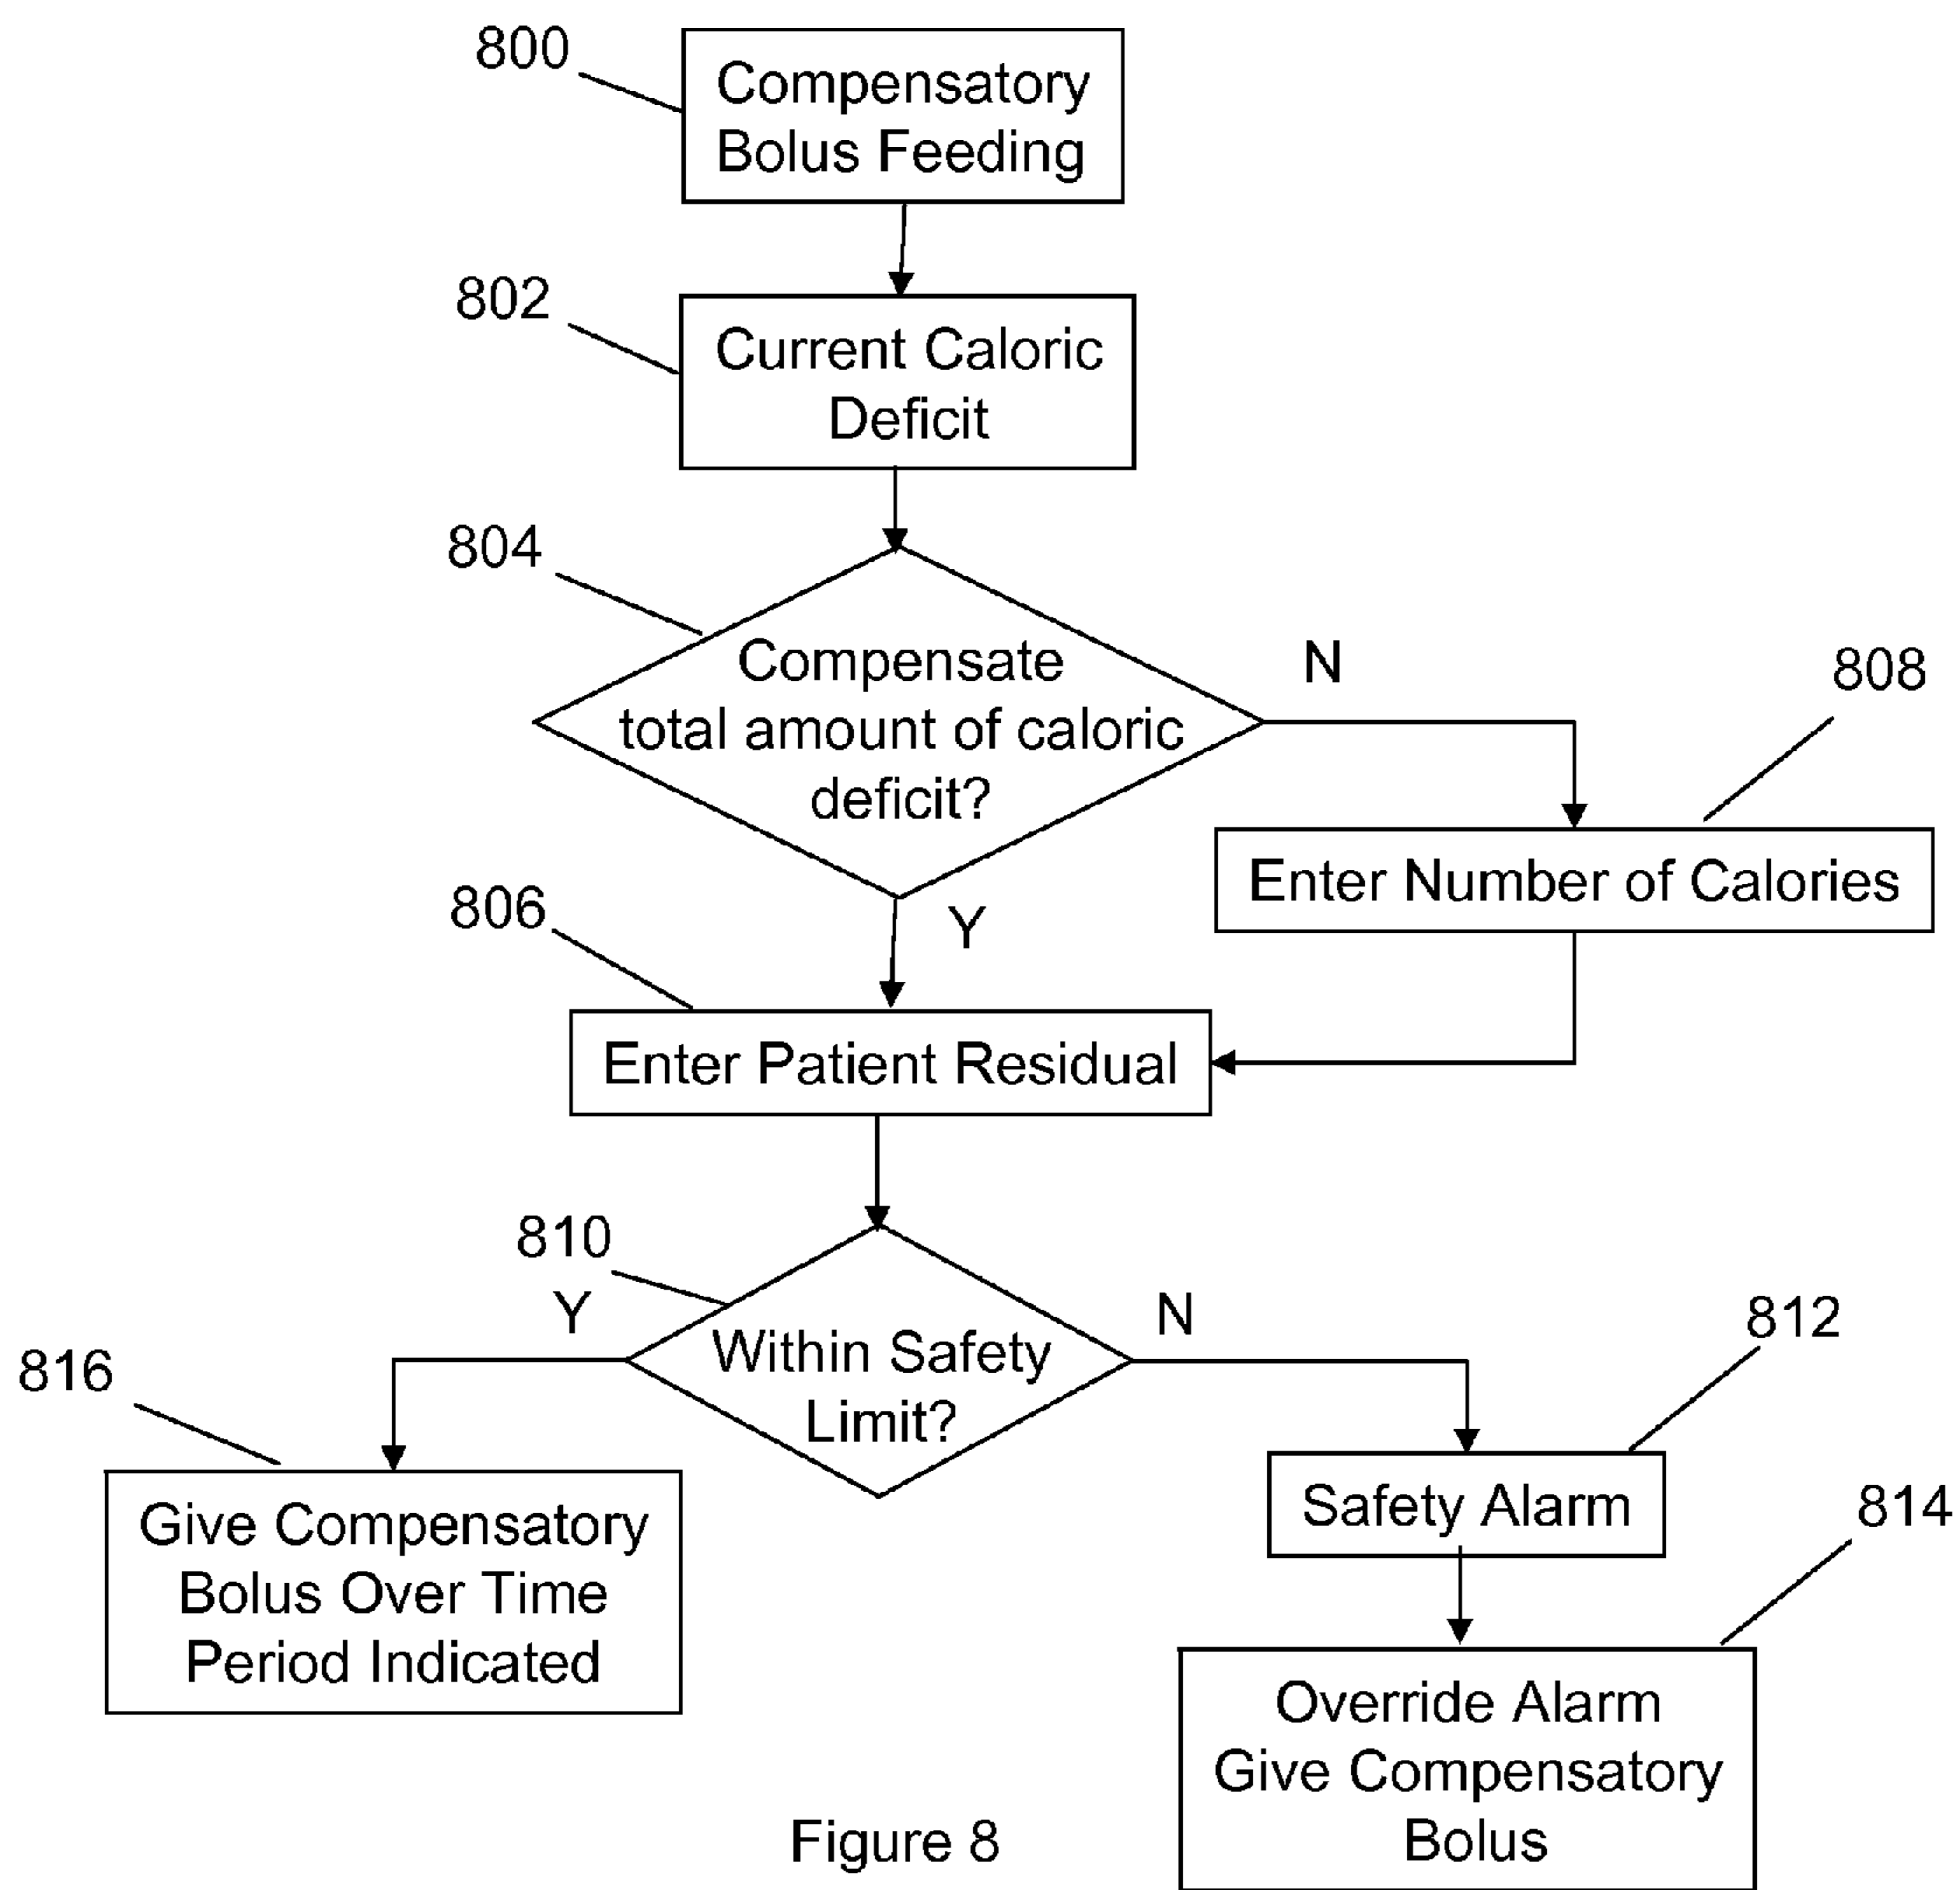 800
Compensatory
Bolus Feeding
802
Current Caloric
Deficit
804
Compensate
total amount of caloric
deficit?
N
808
Enter Number of Calories
806
Y
Enter Patient Residual
810
Y
N
Within Safety
Limit?
812
816
Safety Alarm
814
Give Compensatory
Bolus Over Time
Period Indicated
Override Alarm
Give Compensatory
Bolus
Figure 8